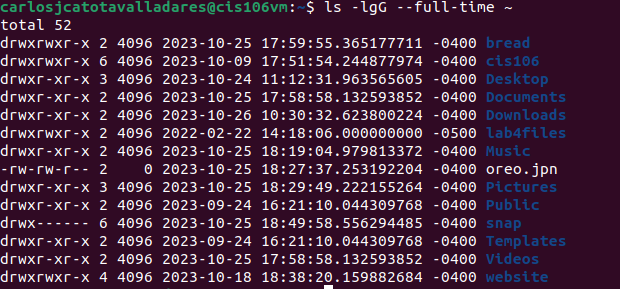 carlosjcatotavalladares@cis106vm:~$ ls -lgG --full-time ~
total 52
drwxrwxr-x 2 4096 2023-10-25 17:59:55.365177711 -0400 bread
drwxrwxr-x 6 4096 2023-10-09 17:51:54.244877974 -0400 cis106
drwxr-xr-x 3 4096 2023-10-24 11:12:31.963565605 -0400 Desktop
drwxr-xr-x 2 4096 2023-10-25 17:58:58.132593852 -0400 Documents
drwxr-xr-x 2 4096 2023-10-26 10:30:32.623800224 -0400 Downloads
drwxrwxr-x 2 4096 2022-02-22 14:18:06.000000000 -0500 lab4files
drwxr-xr-x 2 4096 2023-10-25 18:19:04.979813372 -0400 Music
-rw-rw-r-- 2    0 2023-10-25 18:27:37.253192204 -0400 oreo.jpn
drwxr-xr-x 3 4096 2023-10-25 18:29:49.222155264 -0400 Pictures
drwxr-xr-x 2 4096 2023-09-24 16:21:10.044309768 -0400 Public
drwx------ 6 4096 2023-10-25 18:49:58.556294485 -0400 snap
drwxr-xr-x 2 4096 2023-09-24 16:21:10.044309768 -0400 Templates
drwxr-xr-x 2 4096 2023-10-25 17:58:58.132593852 -0400 Videos
drwxrwxr-x 4 4096 2023-10-18 18:38:20.159882684 -0400 website